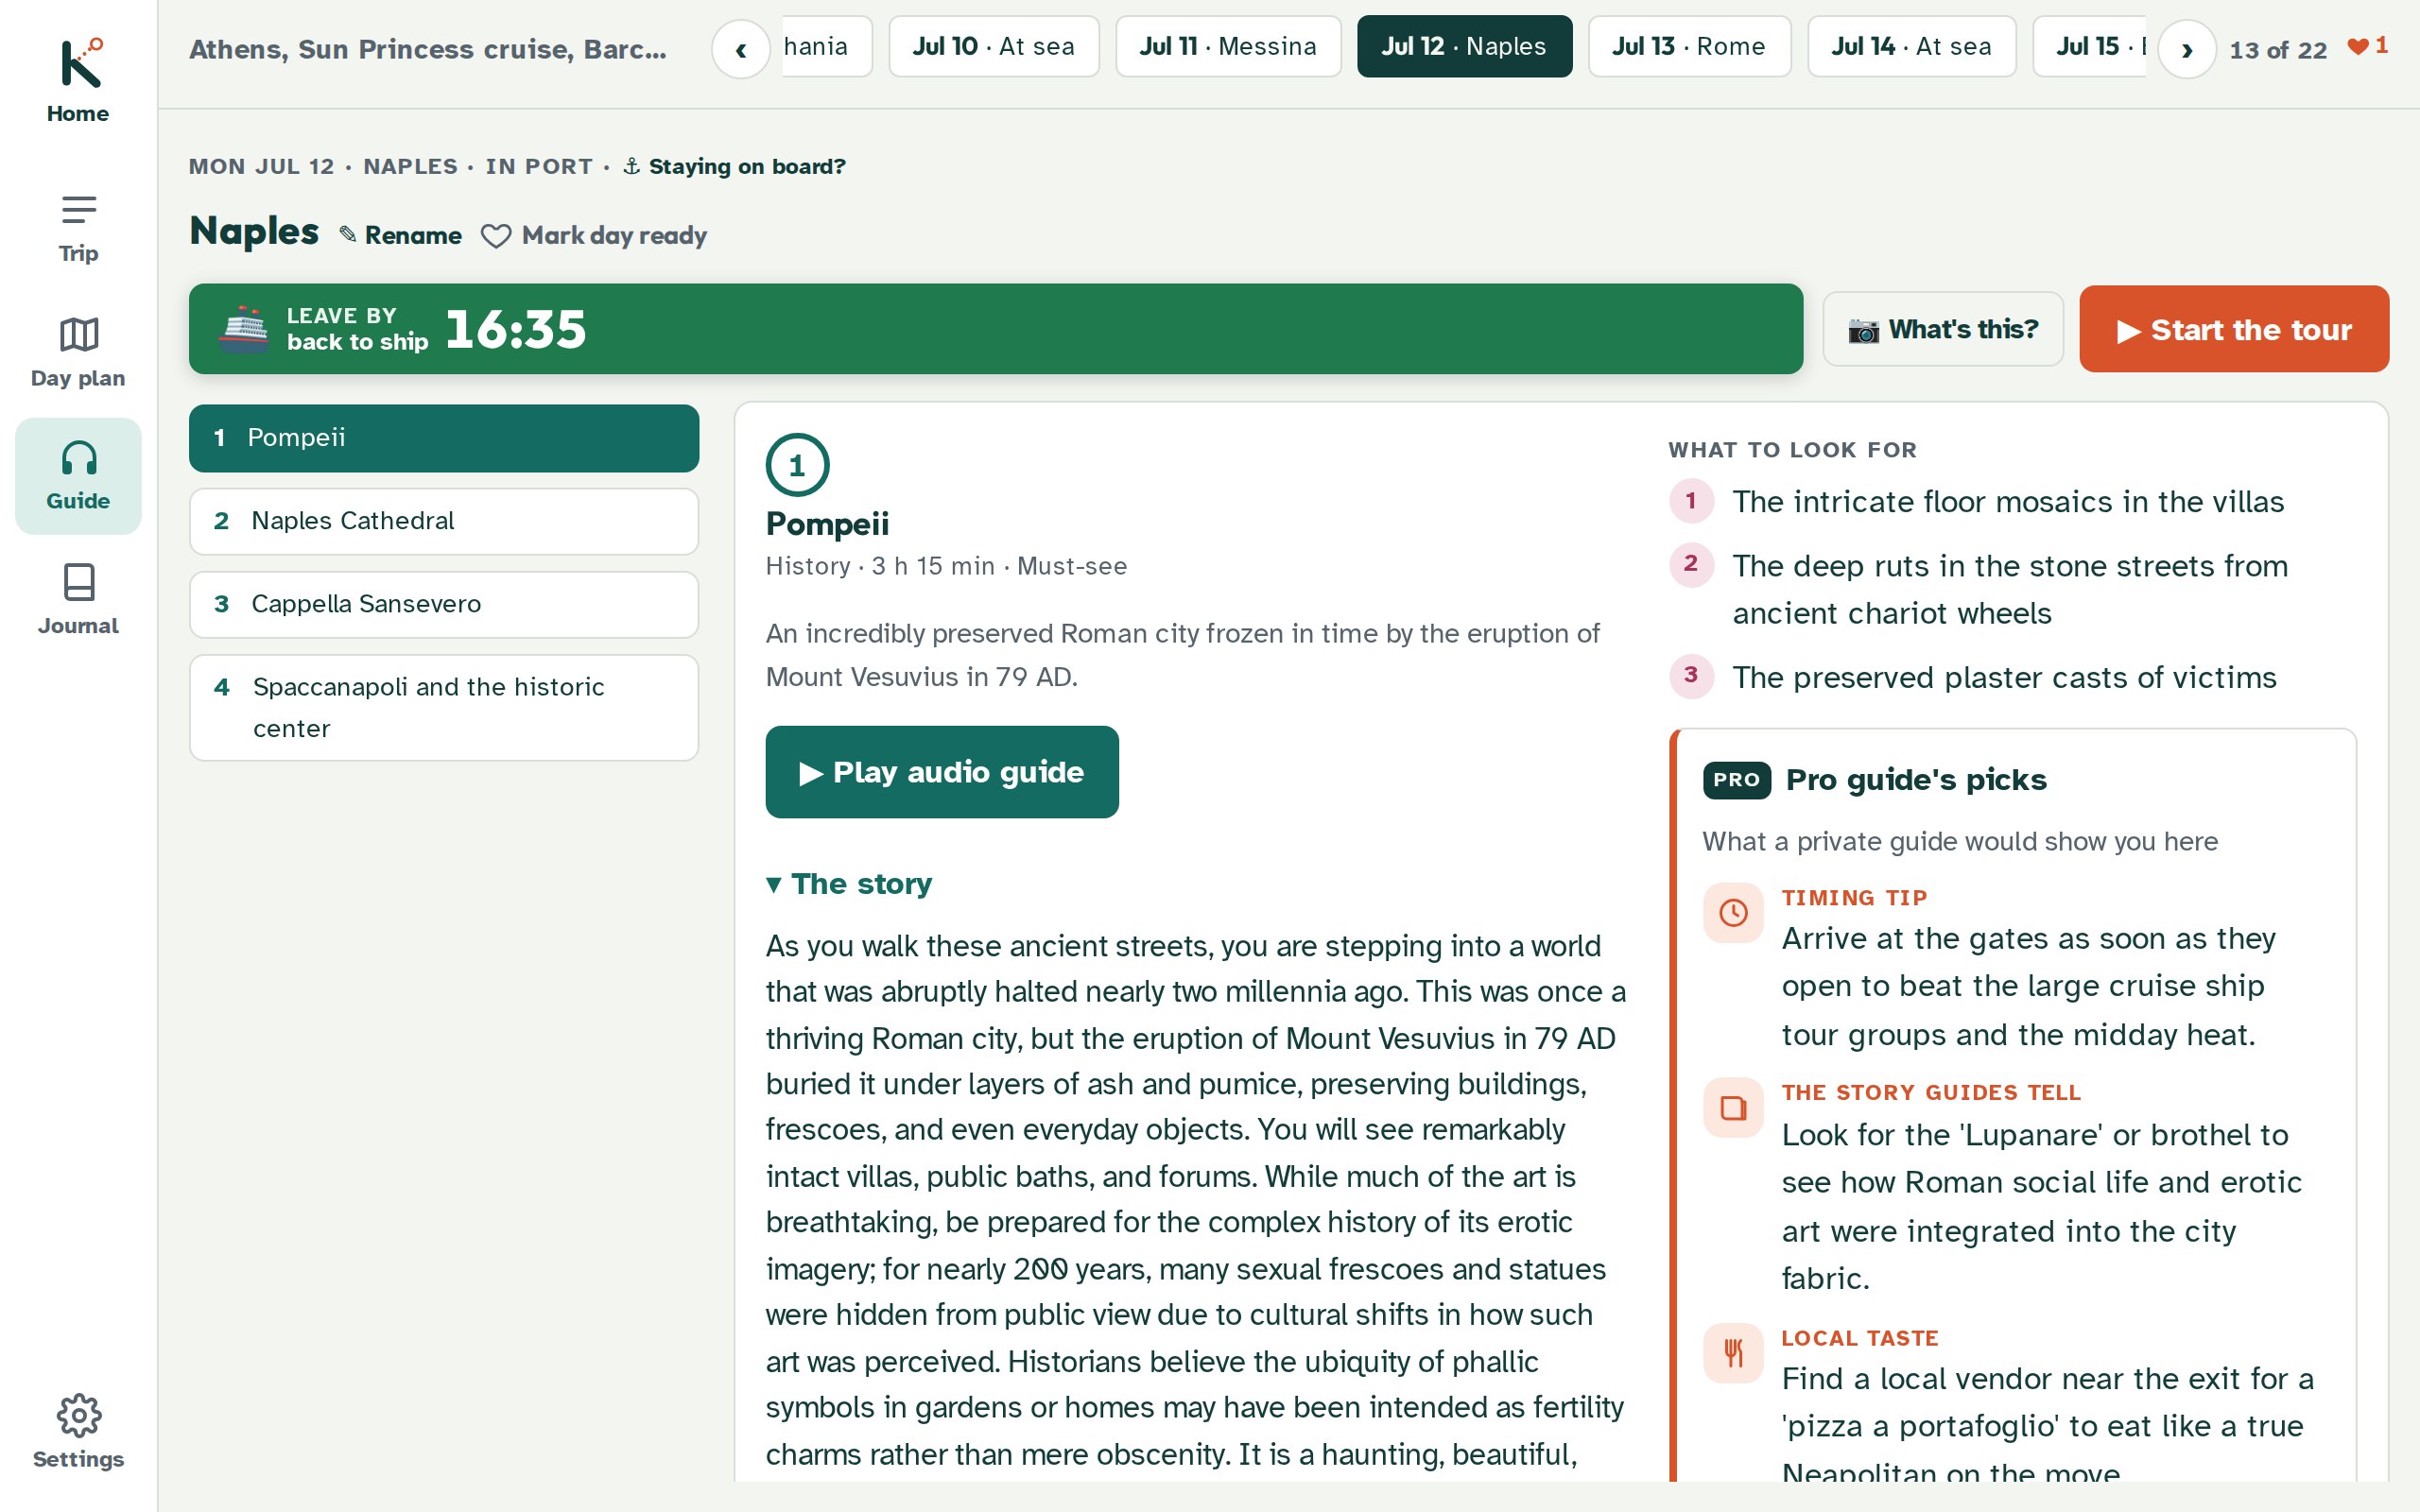 Home
Trip
Day plan
Guide
Journal
Settings
Athens, Sun Princess cruise, Barc...
‹
hania
Jul 10 · At sea
Jul 11 · Messina
Jul 12 · Naples
Jul 13 · Rome
Jul 14 · At sea
Jul 15 ·
›
13 of 22
1
MON JUL 12 · NAPLES · IN PORT · ⚓ Staying on board?
Naples
✎ Rename
Mark day ready
LEAVE BY
back to ship
16:35
What's this?
▶ Start the tour
1 Pompeii
2 Naples Cathedral
3 Cappella Sansevero
4 Spaccanapoli and the historic
center
1
Pompeii
History · 3 h 15 min · Must-see
An incredibly preserved Roman city frozen in time by the eruption of
Mount Vesuvius in 79 AD.
▶ Play audio guide
▾ The story
As you walk these ancient streets, you are stepping into a world
that was abruptly halted nearly two millennia ago. This was once a
thriving Roman city, but the eruption of Mount Vesuvius in 79 AD
buried it under layers of ash and pumice, preserving buildings,
frescoes, and even everyday objects. You will see remarkably
intact villas, public baths, and forums. While much of the art is
breathtaking, be prepared for the complex history of its erotic
imagery; for nearly 200 years, many sexual frescoes and statues
were hidden from public view due to cultural shifts in how such
art was perceived. Historians believe the ubiquity of phallic
symbols in gardens or homes may have been intended as fertility
charms rather than mere obscenity. It is a haunting, beautiful,
WHAT TO LOOK FOR
1 The intricate floor mosaics in the villas
2 The deep ruts in the stone streets from
ancient chariot wheels
3 The preserved plaster casts of victims
PRO Pro guide's picks
What a private guide would show you here
TIMING TIP
Arrive at the gates as soon as they
open to beat the large cruise ship
tour groups and the midday heat.
THE STORY GUIDES TELL
Look for the 'Lupanare' or brothel to
see how Roman social life and erotic
art were integrated into the city
fabric.
LOCAL TASTE
Find a local vendor near the exit for a
'pizza a portafoglio' to eat like a true
Neapolitan on the move